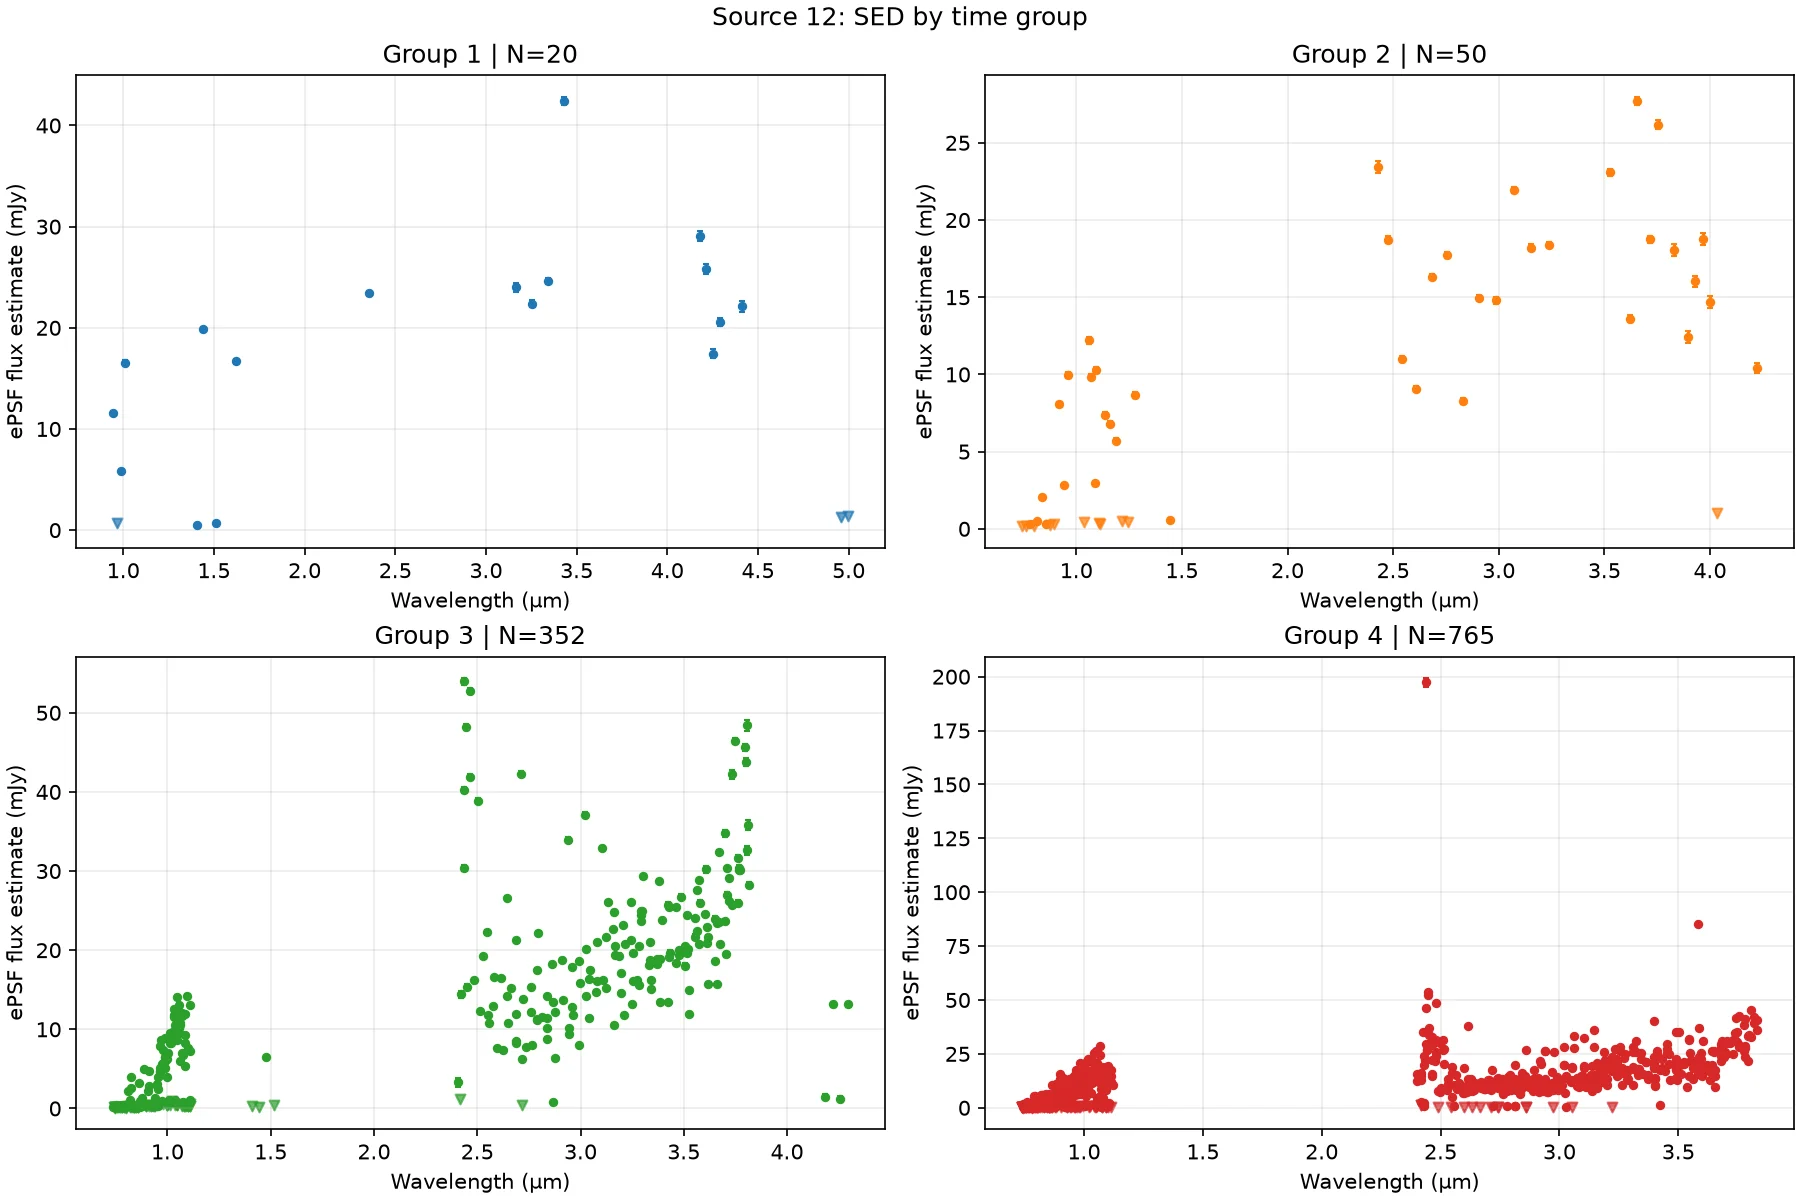 Source 12: SED by time group
Group 1 | N=20
ePSF flux estimate (mJy)
40
30
20
10
0
1.0 1.5 2.0 2.5 3.0 3.5 4.0 4.5 5.0
Wavelength (µm)
Group 2 | N=50
ePSF flux estimate (mJy)
25
20
15
10
5
0
1.0 1.5 2.0 2.5 3.0 3.5 4.0
Wavelength (µm)
Group 3 | N=352
ePSF flux estimate (mJy)
50
40
30
20
10
0
1.0 1.5 2.0 2.5 3.0 3.5 4.0
Wavelength (µm)
Group 4 | N=765
ePSF flux estimate (mJy)
200
175
150
125
100
75
50
25
0
1.0 1.5 2.0 2.5 3.0 3.5
Wavelength (µm)